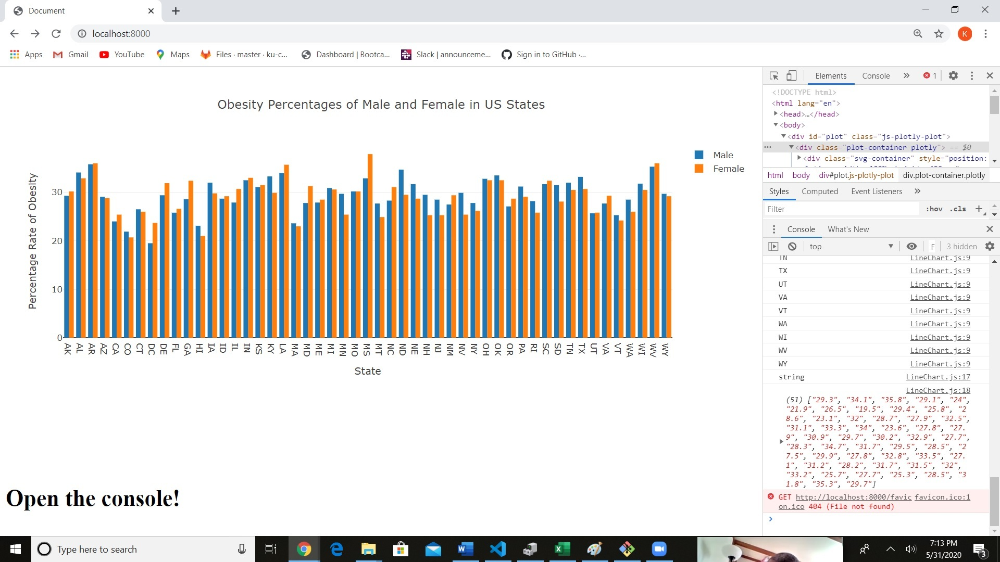 Document
localhost:8000
K
Apps
Gmail
YouTube
Maps
Files · master · ku-c...
Dashboard | Bootca...
Slack | announceme...
Sign in to GitHub ·...
Obesity Percentages of Male and Female in US States
Male
Female
Percentage Rate of Obesity
30
20
10
0
AK AL AR AZ CA CO CT DC DE FL GA HI IA ID IL IN KS KY LA MA MD ME MI MN MO MS MT NC ND NE NH NJ NM NV NY OH OK OR PA RI SC SD TN TX UT VA VT WA WI WV WY
State
Open the console!
Elements Console » 1
<!DOCTYPE html>
<html lang="en">
<head>…</head>
<body>
<div id="plot" class="js-plotly-plot">
<div class="plot-container plotly"> == $0
<div class="svg-container" style="position:
html body div#plot.js-plotly-plot div.plot-container.plotly
Styles Computed Event Listeners »
Filter :hov .cls +
Console What's New
top F 3 hidden
TN LineChart.js:9
TX LineChart.js:9
UT LineChart.js:9
VA LineChart.js:9
VT LineChart.js:9
WA LineChart.js:9
WI LineChart.js:9
WV LineChart.js:9
WY LineChart.js:9
string LineChart.js:17
LineChart.js:18
(51) ["29.3", "34.1", "35.8", "29.1", "24",
"21.9", "26.5", "19.5", "29.4", "25.8", "2
8.6", "23.1", "32", "28.7", "27.9", "32.5",
"31.1", "33.3", "34", "23.6", "27.8", "27.
9", "30.9", "29.7", "30.2", "32.9", "27.7",
"28.3", "34.7", "31.7", "29.5", "28.5", "2
7.5", "29.9", "27.8", "32.8", "33.5", "27.
1", "31.2", "28.2", "31.7", "31.5", "32",
"33.2", "25.7", "27.7", "25.3", "28.5", "3
1.8", "35.3", "29.7"]
GET http://localhost:8000/favic favicon.ico:1
on.ico 404 (File not found)
Type here to search
7:13 PM
5/31/2020
3